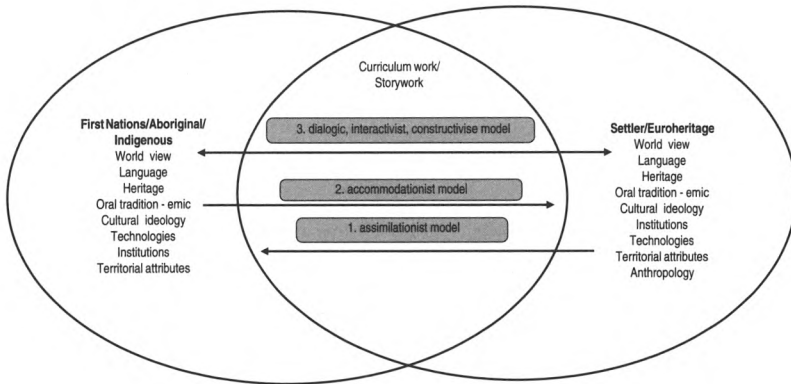 Curriculum work/
Storywork
First Nations/Aboriginal/
Indigenous
World view
Language
Heritage
Oral tradition - emic
Cultural ideology
Technologies
Institutions
Territorial attributes
3. dialogic, interactivist, constructivise model
2. accommodationist model
1. assimilationist model
Settler/Euroheritage
World view
Language
Heritage
Oral tradition - emic
Cultural ideology
Institutions
Technologies
Territorial attributes
Anthropology